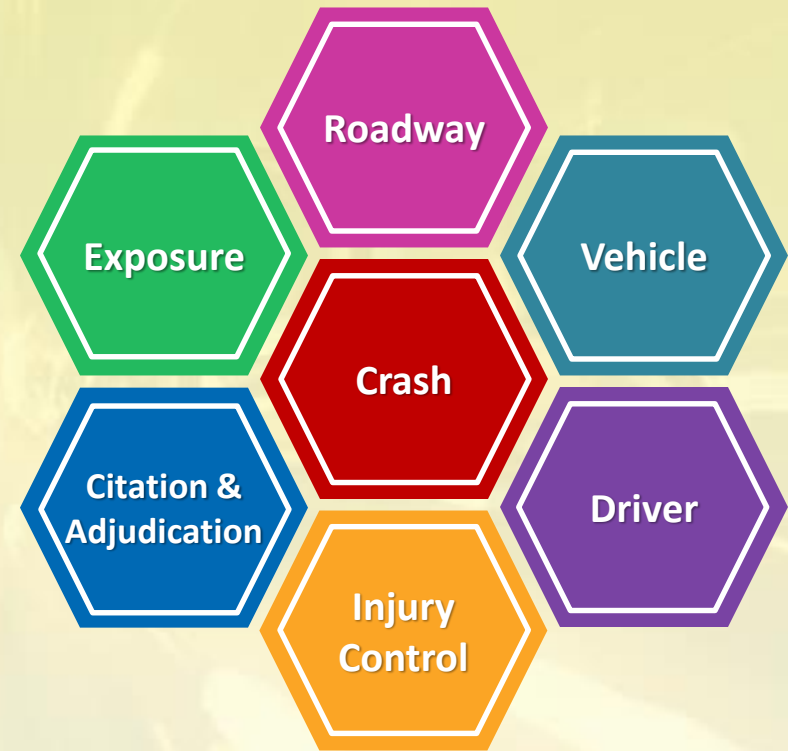 Roadway
Exposure
Vehicle
Crash
Citation &
Adjudication
Driver
Injury
Control